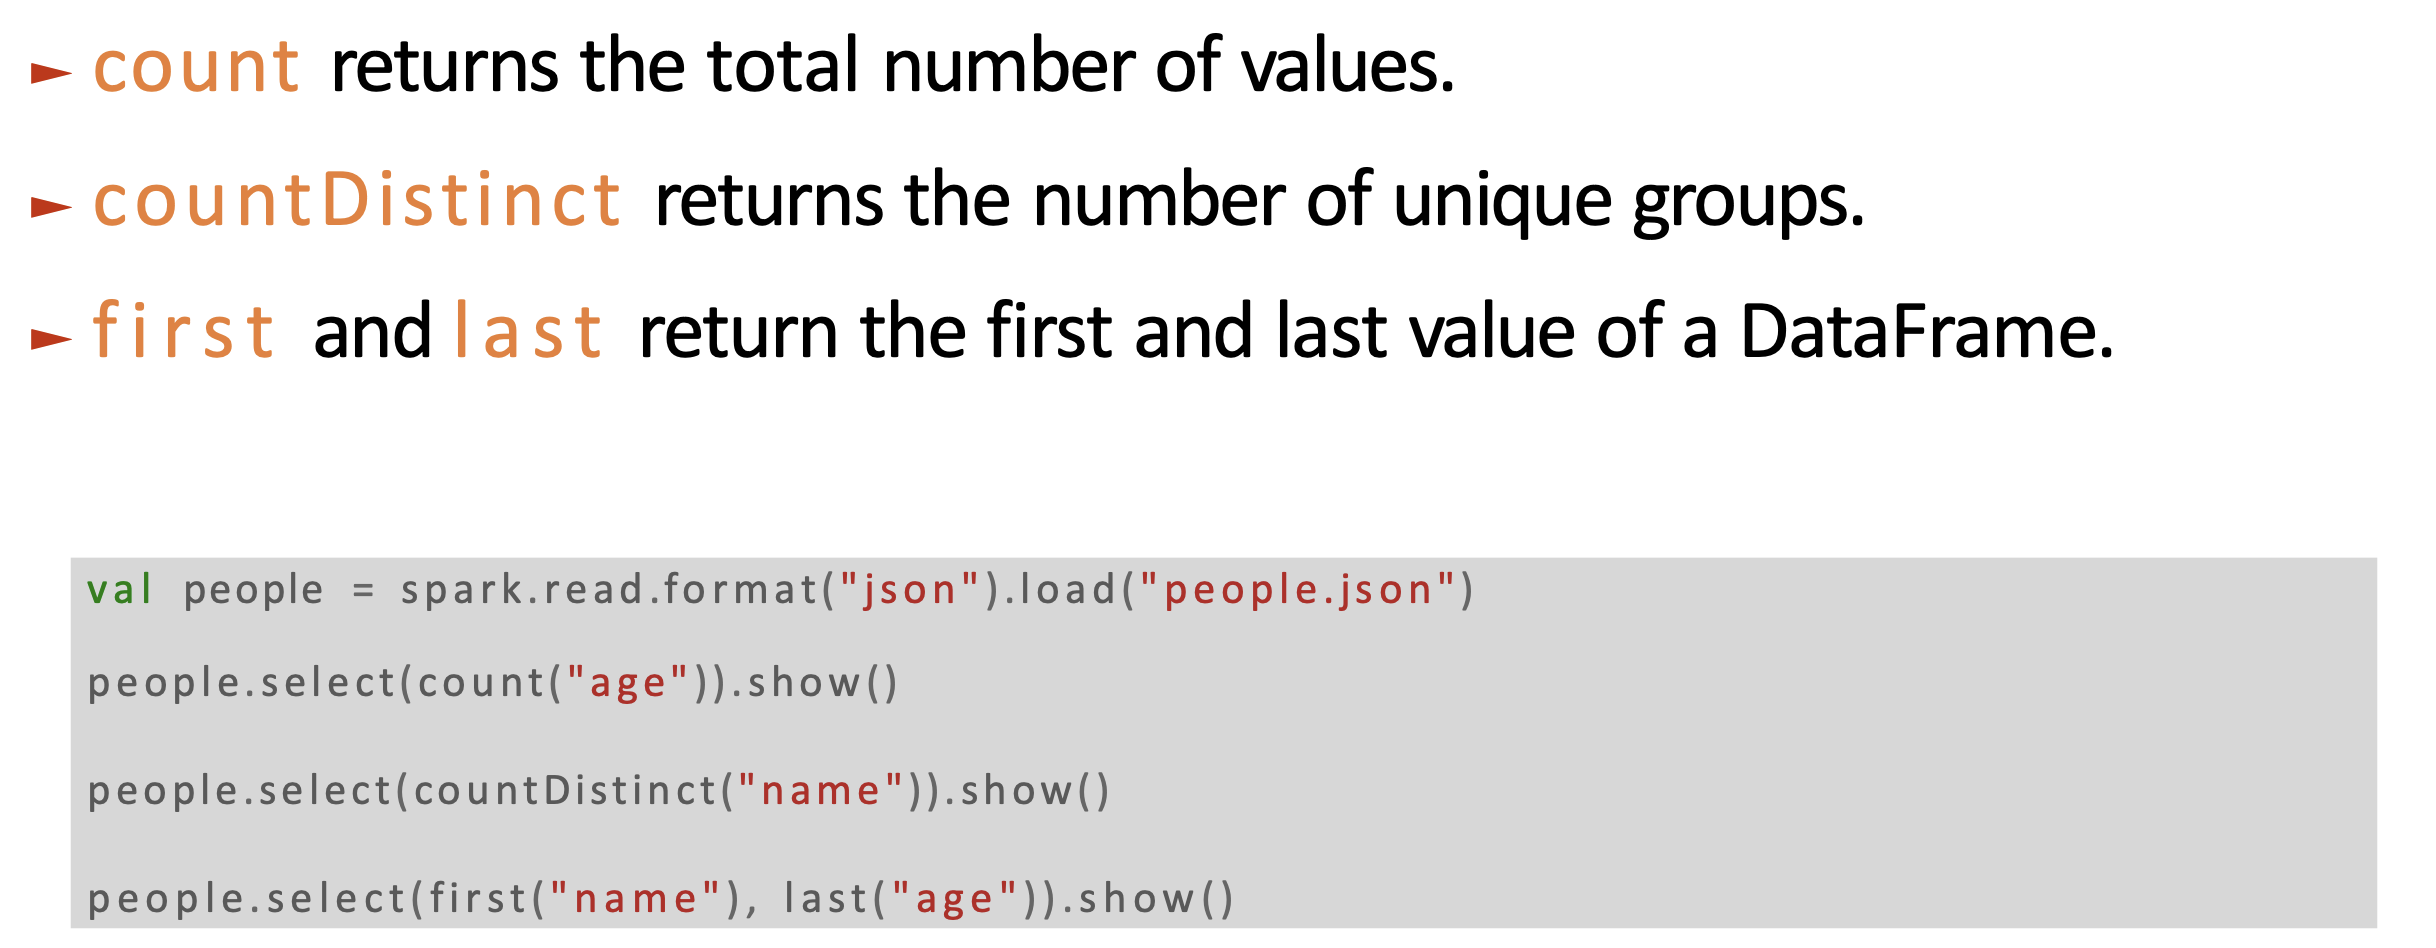 ► count returns the total number of values.
► countDistinct returns the number of unique groups.
► first and last return the first and last value of a DataFrame.
val people = spark.read.format("json").load("people.json")
people.select(count("age")).show()
people.select(countDistinct("name")).show()
people.select(first("name"), last("age")).show()